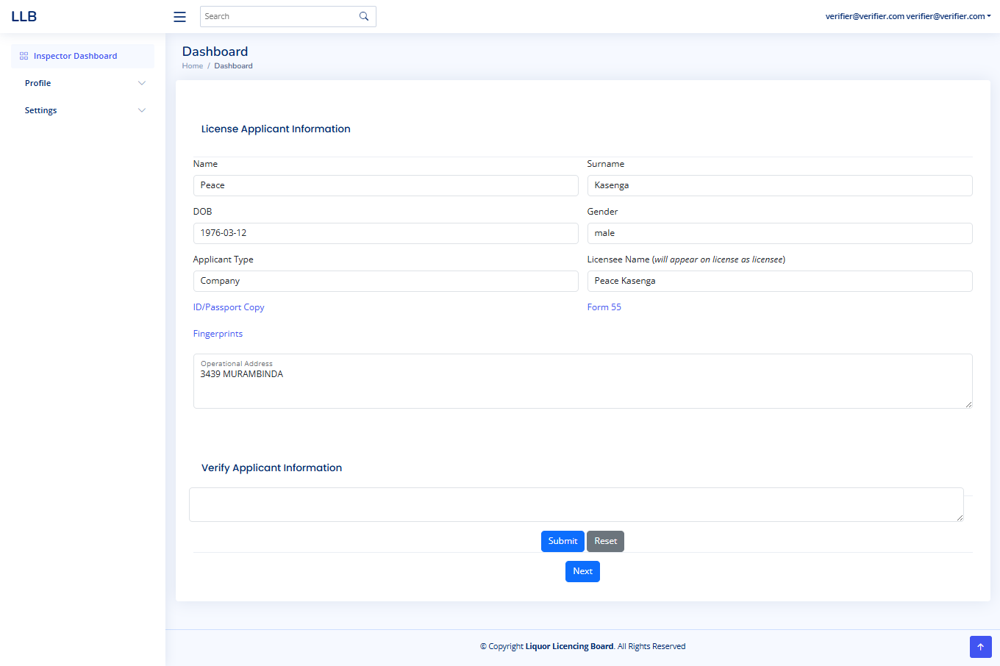 LLB
Search
verifier@verifier.com verifier@verifier.com
Inspector Dashboard
Profile
Settings
Dashboard
Home / Dashboard
License Applicant Information
Name
Surname
Peace
Kasenga
DOB
Gender
1976-03-12
male
Applicant Type
Licensee Name (will appear on license as licensee)
Company
Peace Kasenga
ID/Passport Copy
Form 55
Fingerprints
Operational Address
3439 MURAMBINDA
Verify Applicant Information
Submit
Reset
Next
© Copyright Liquor Licencing Board. All Rights Reserved